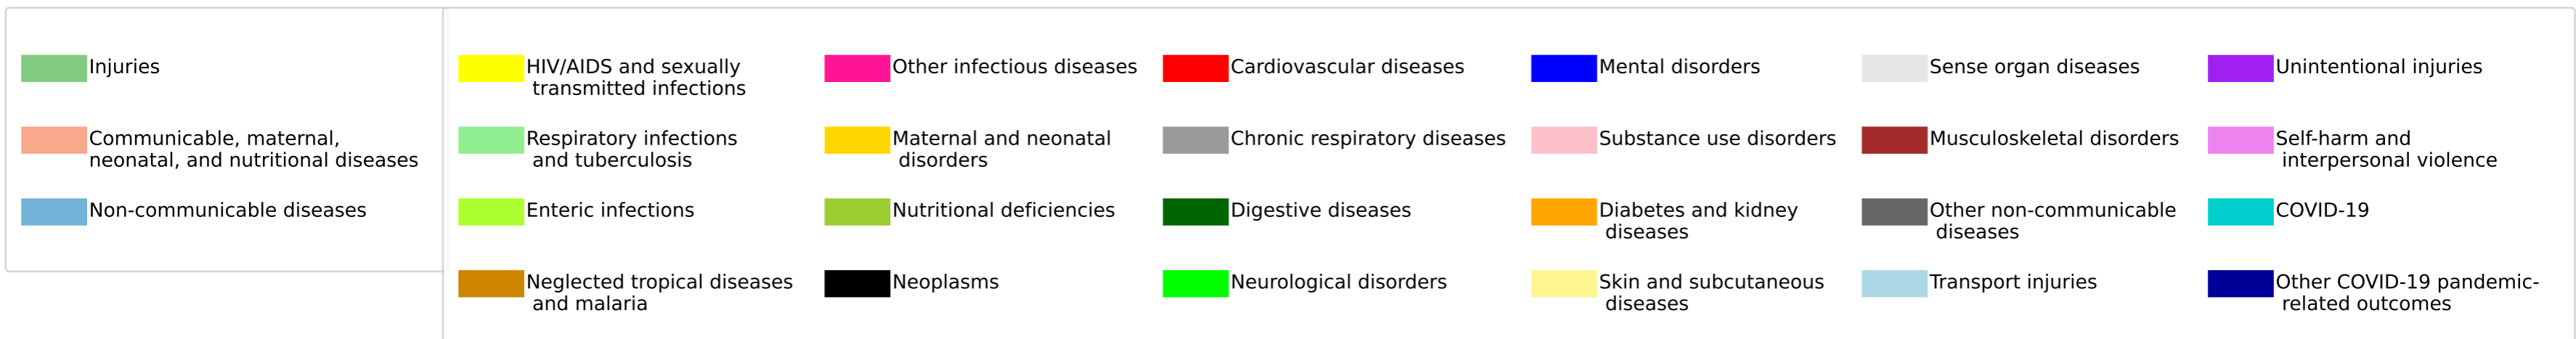 Injuries
Communicable, maternal,
neonatal, and nutritional diseases
Non-communicable diseases
HIV/AIDS and sexually
transmitted infections
Respiratory infections
and tuberculosis
Enteric infections
Neglected tropical diseases
and malaria
Other infectious diseases
Maternal and neonatal
disorders
Nutritional deficiencies
Neoplasms
Cardiovascular diseases
Chronic respiratory diseases
Digestive diseases
Neurological disorders
Mental disorders
Substance use disorders
Diabetes and kidney
diseases
Skin and subcutaneous
diseases
Sense organ diseases
Musculoskeletal disorders
Other non-communicable
diseases
Transport injuries
Unintentional injuries
Self-harm and
interpersonal violence
COVID-19
Other COVID-19 pandemic-
related outcomes